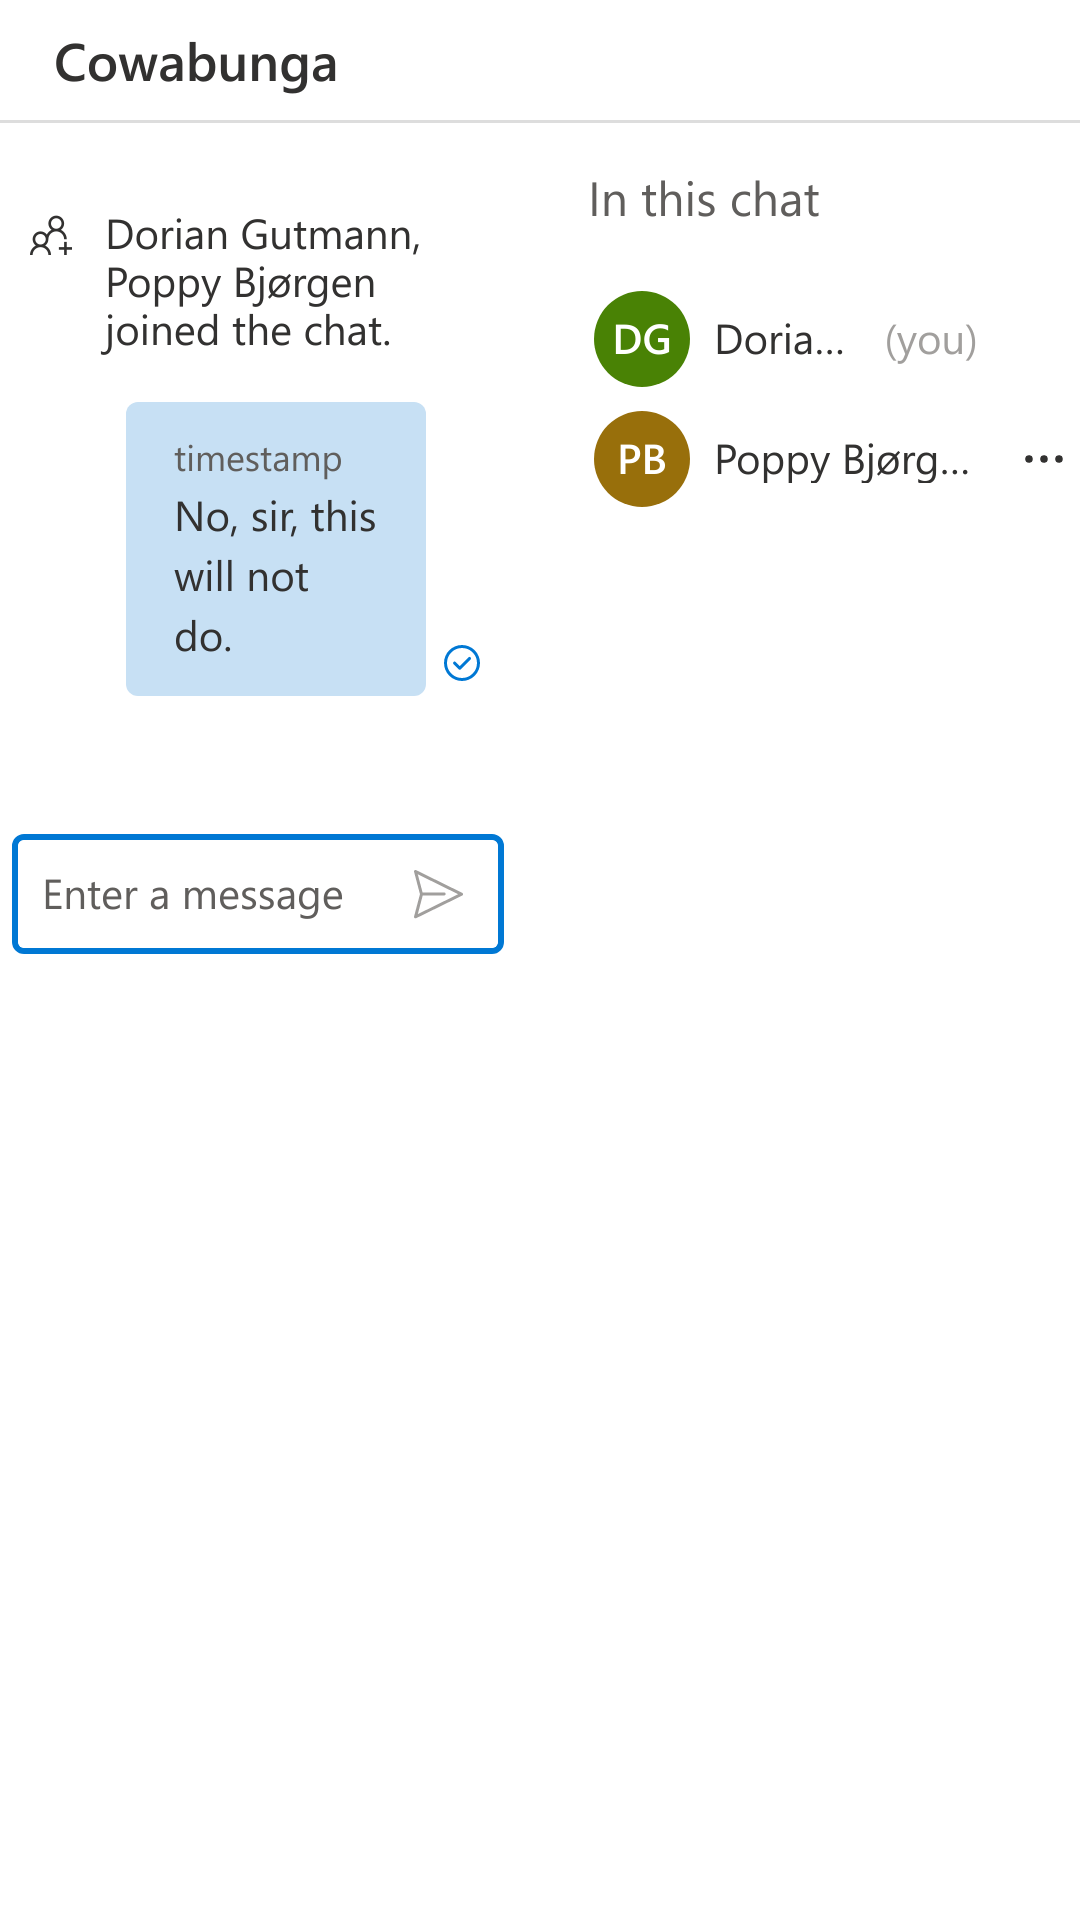 Cowabunga
Dorian Gutmann,
Poppy Bjørgen
joined the chat.
timestamp
No, sir, this
will not
do.
Enter a message
In this chat
DG Doria... (you)
PB Poppy Bjørg...